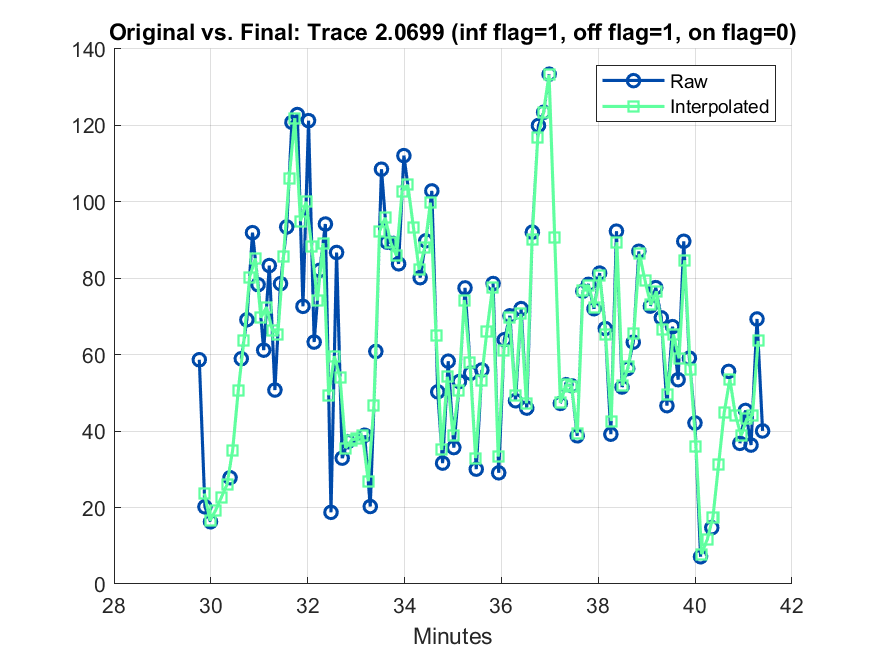 Original vs. Final: Trace 2.0699 (inf flag=1, off flag=1, on flag=0)
140
120
100
80
60
40
20
0
Raw
Interpolated
28 30 32 34 36 38 40 42
Minutes